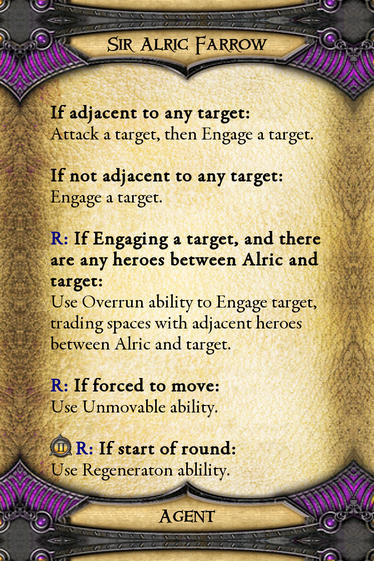 Sir Alric Farrow
If adjacent to any target:
Attack a target, then Engage a target.
If not adjacent to any target:
Engage a target.
R: If Engaging a target, and there
are any heroes between Alric and
target:
Use Overrun ability to Engage target,
trading spaces with adjacent heroes
between Alric and target.
R: If forced to move:
Use Unmovable ability.
II R: If start of round:
Use Regeneraton ablility.
Agent